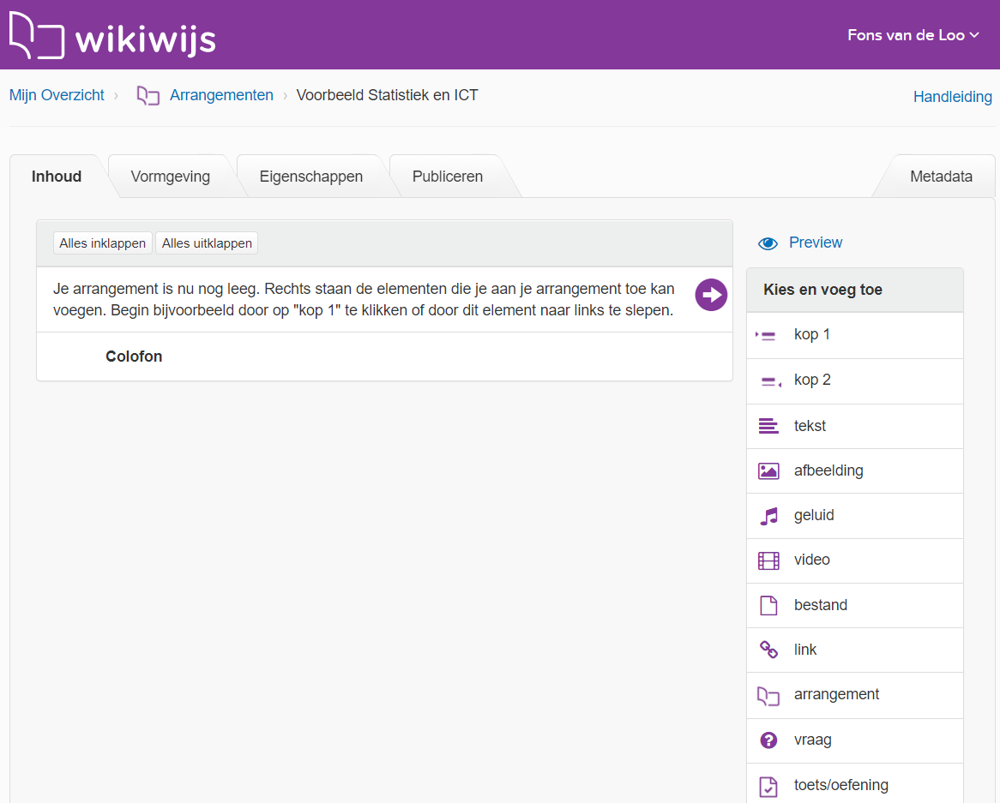 wikiwijs
Fons van de Loo
Mijn Overzicht › Arrangementen › Voorbeeld Statistiek en ICT
Handleiding
Inhoud
Vormgeving
Eigenschappen
Publiceren
Metadata
Alles inklappen
Alles uitklappen
Je arrangement is nu nog leeg. Rechts staan de elementen die je aan je arrangement toe kan
voegen. Begin bijvoorbeeld door op "kop 1" te klikken of door dit element naar links te slepen.
Colofon
Preview
Kies en voeg toe
kop 1
kop 2
tekst
afbeelding
geluid
video
bestand
link
arrangement
vraag
toets/oefening